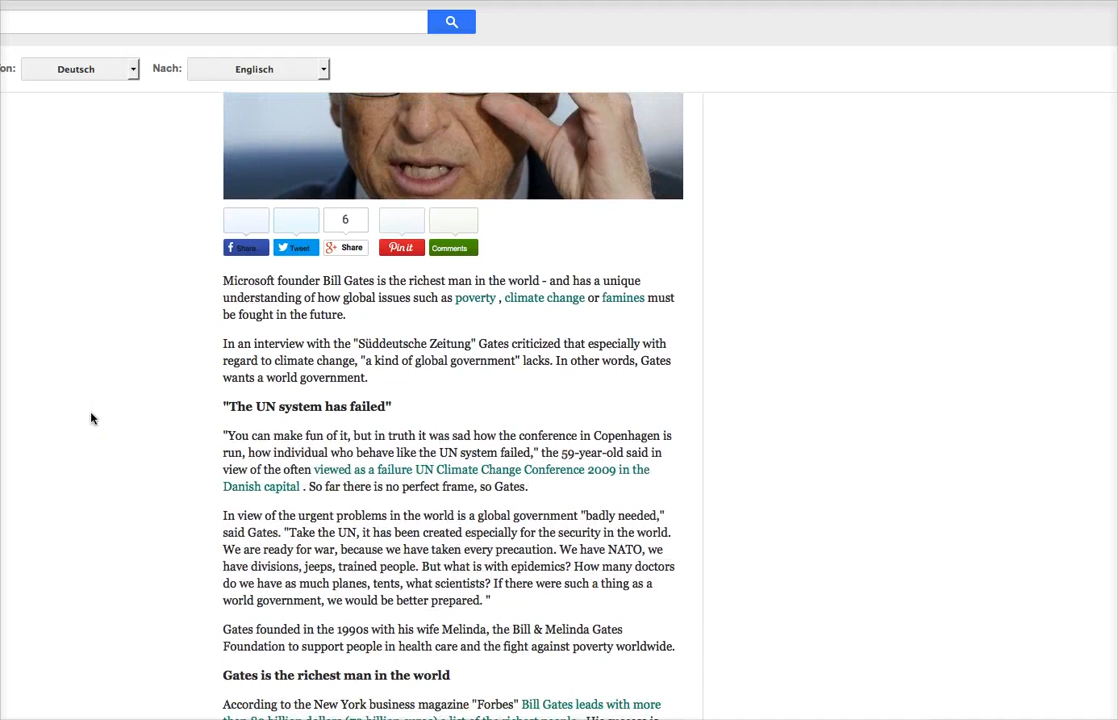 Deutsch Nach: Englisch
6
Share Tweet Share Pin it Comments
Microsoft founder Bill Gates is the richest man in the world - and has a unique
understanding of how global issues such as poverty , climate change or famines must
be fought in the future.
In an interview with the "Süddeutsche Zeitung" Gates criticized that especially with
regard to climate change, "a kind of global government" lacks. In other words, Gates
wants a world government.
"The UN system has failed"
"You can make fun of it, but in truth it was sad how the conference in Copenhagen is
run, how individual who behave like the UN system failed," the 59-year-old said in
view of the often viewed as a failure UN Climate Change Conference 2009 in the
Danish capital . So far there is no perfect frame, so Gates.
In view of the urgent problems in the world is a global government "badly needed,"
said Gates. "Take the UN, it has been created especially for the security in the world.
We are ready for war, because we have taken every precaution. We have NATO, we
have divisions, jeeps, trained people. But what is with epidemics? How many doctors
do we have as much planes, tents, what scientists? If there were such a thing as a
world government, we would be better prepared. "
Gates founded in the 1990s with his wife Melinda, the Bill & Melinda Gates
Foundation to support people in health care and the fight against poverty worldwide.
Gates is the richest man in the world
According to the New York business magazine "Forbes" Bill Gates leads with more